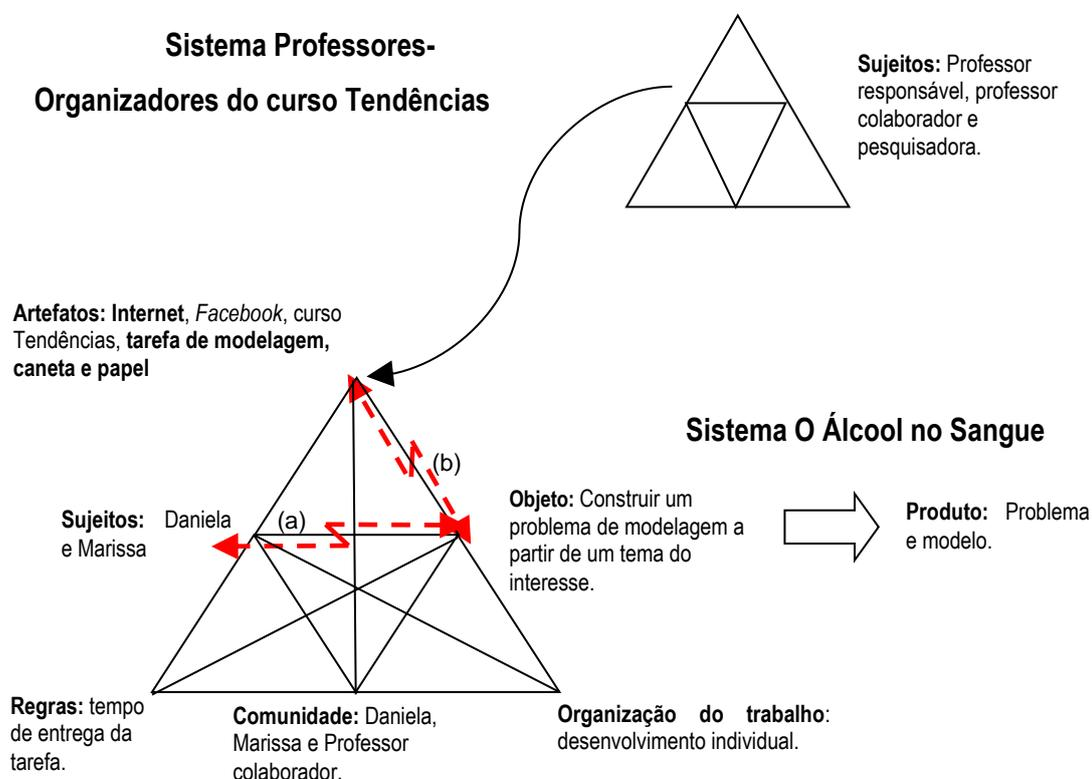 Sistema Professores-
Organizadores do curso Tendências
Sujeitos: Professor
responsável, professor
colaborador e
pesquisadora.
Artefatos: Internet, Facebook, curso
Tendências, tarefa de modelagem,
caneta e papel
Sistema O Álcool no Sangue
(b)
(a)
Sujeitos: Daniela
e Marissa
Objeto: Construir um
problema de modelagem a
partir de um tema do
interesse.
Produto: Problema
e modelo.
Regras: tempo
de entrega da
tarefa.
Comunidade: Daniela,
Marissa e Professor
colaborador.
Organização do trabalho:
desenvolvimento individual.